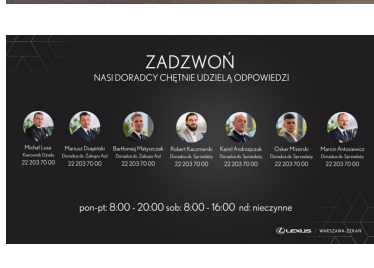 ZADZWOŃ
NASI DORADCY CHĘTNIE UDZIELĄ ODPOWIEDZI
Michał Lusa Mariusz Drapiński Bartłomiej Matyszczak Robert Kaczmarski Kamil Andrzejczuk Oskar Mizerski Marcin Antosiewicz
Kierownik Działu Doradca ds. Zakupu Aut Doradca ds. Zakupu Aut Doradca ds. Sprzedaży Doradca ds. Sprzedaży Doradca ds. Sprzedaży Doradca ds. Sprzedaży
22 203 70 00 22 203 70 00 22 203 70 00 22 203 70 00 22 203 70 00 22 203 70 00 22 203 70 00
pon-pt: 8:00 - 20:00 sob: 8:00 - 16:00 nd: nieczynne
LEXUS | WARSZAWA-ŻERAŃ